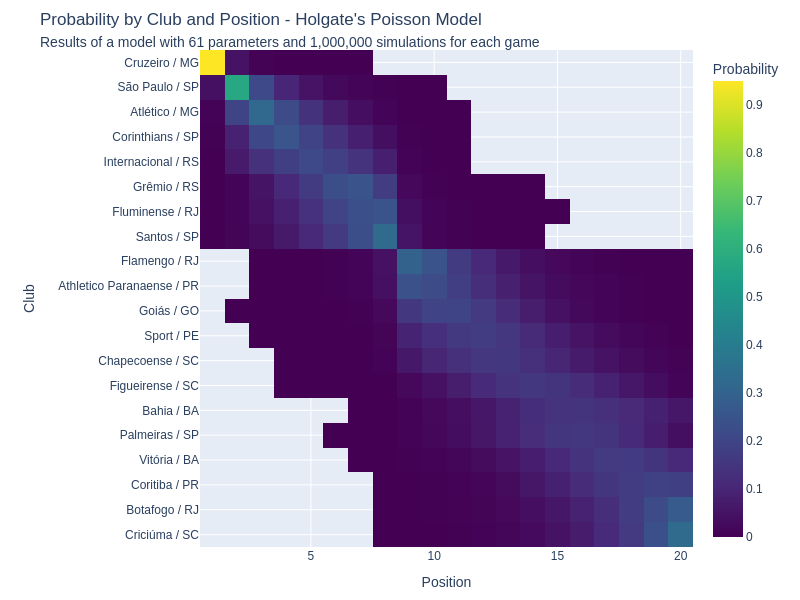 Probability by Club and Position - Holgate's Poisson Model
Results of a model with 61 parameters and 1,000,000 simulations for each game
Probability
Club
Cruzeiro / MG
São Paulo / SP
Atlético / MG
Corinthians / SP
Internacional / RS
Grêmio / RS
Fluminense / RJ
Santos / SP
Flamengo / RJ
Athletico Paranaense / PR
Goiás / GO
Sport / PE
Chapecoense / SC
Figueirense / SC
Bahia / BA
Palmeiras / SP
Vitória / BA
Coritiba / PR
Botafogo / RJ
Criciúma / SC
0.9
0.8
0.7
0.6
0.5
0.4
0.3
0.2
0.1
0
5
10
15
20
Position